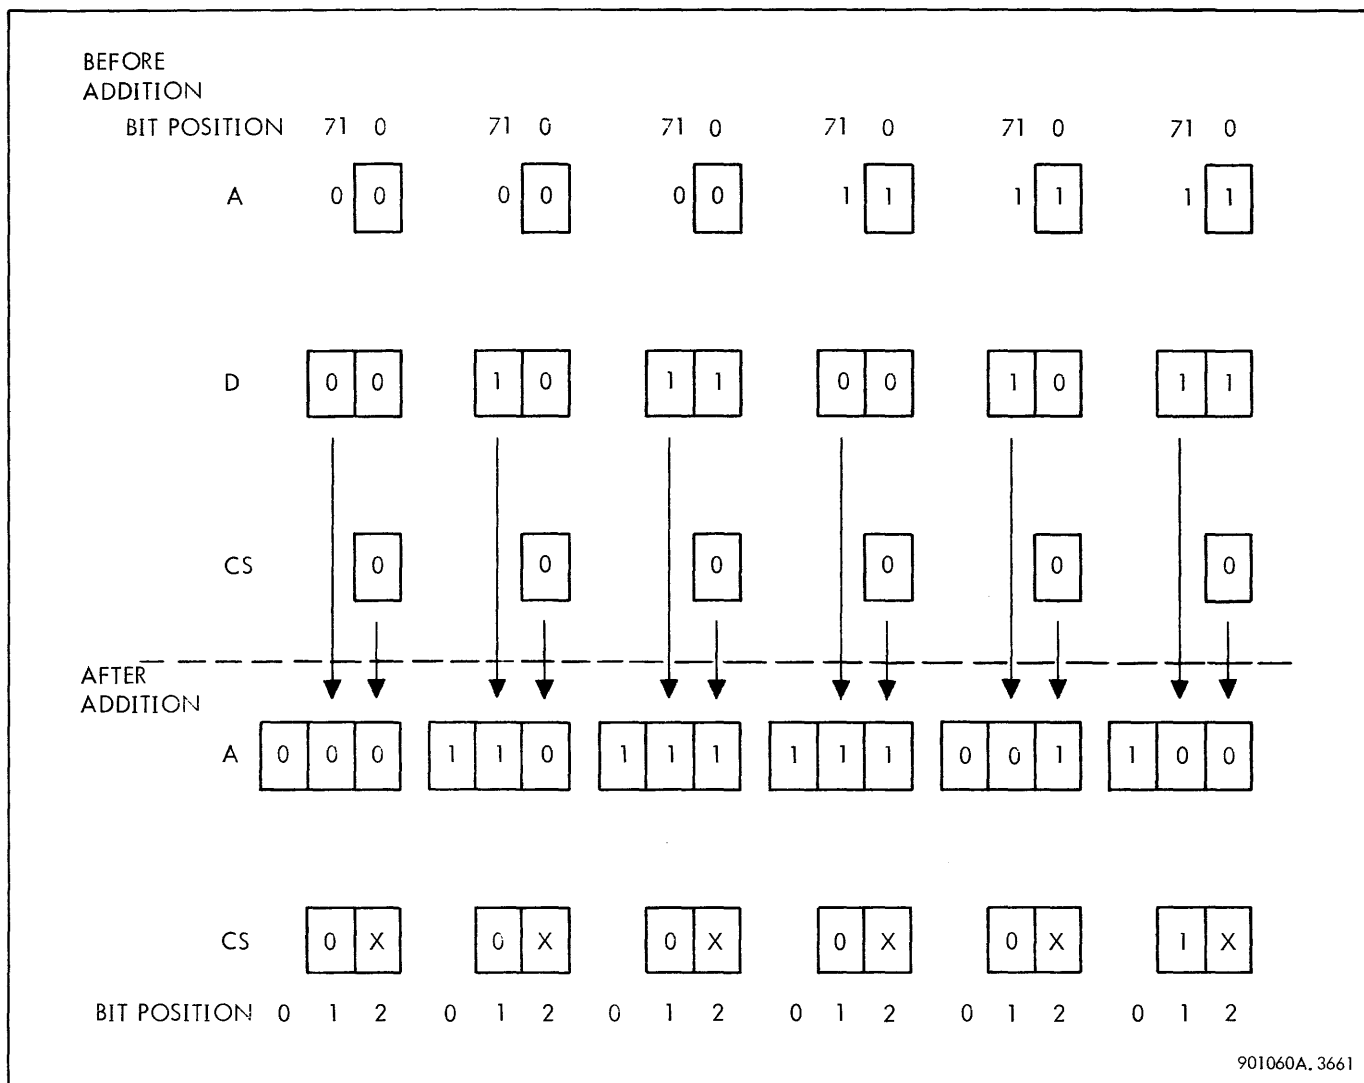 BEFORE
ADDITION
BIT POSITION 71 0 71 0 71 0 71 0 71 0 71 0
A 0 0 0 0 0 0 1 1 1 1 1 1
D 0 0 1 0 1 1 0 0 1 0 1 1
CS 0 0 0 0 0 0
AFTER
ADDITION
A 0 0 0 1 1 0 1 1 1 1 1 1 0 0 1 1 0 0
CS 0 X 0 X 0 X 0 X 0 X 1 X
BIT POSITION 0 1 2 0 1 2 0 1 2 0 1 2 0 1 2 0 1 2
901060A. 3661